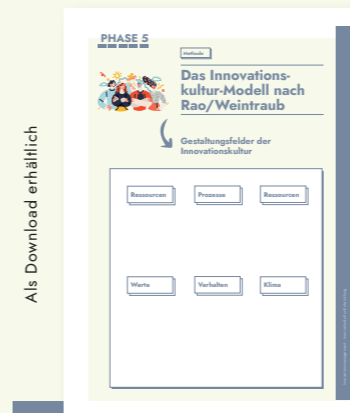 PHASE 5
Methode
Das Innovations-
kultur-Modell nach
Rao/Weintraub
Gestaltungsfelder der
Innovationskultur
Ressourcen
Prozesse
Ressourcen
Werte
Verhalten
Klima
Als Download erhältlich